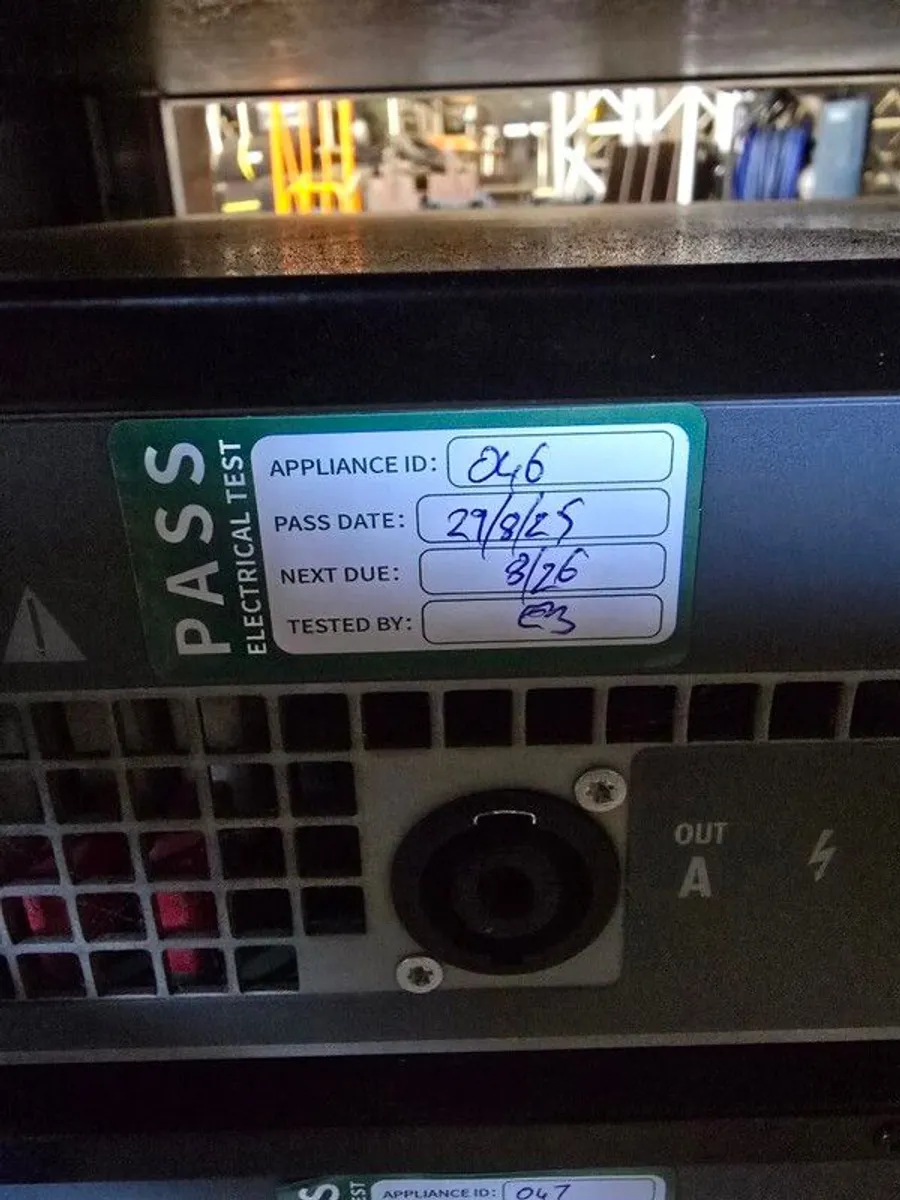 PASS
ELECTRICAL TEST
APPLIANCE ID: 046
PASS DATE: 29/8/25
NEXT DUE: 8/26
TESTED BY:
OUT
A
APPLIANCE ID: 047